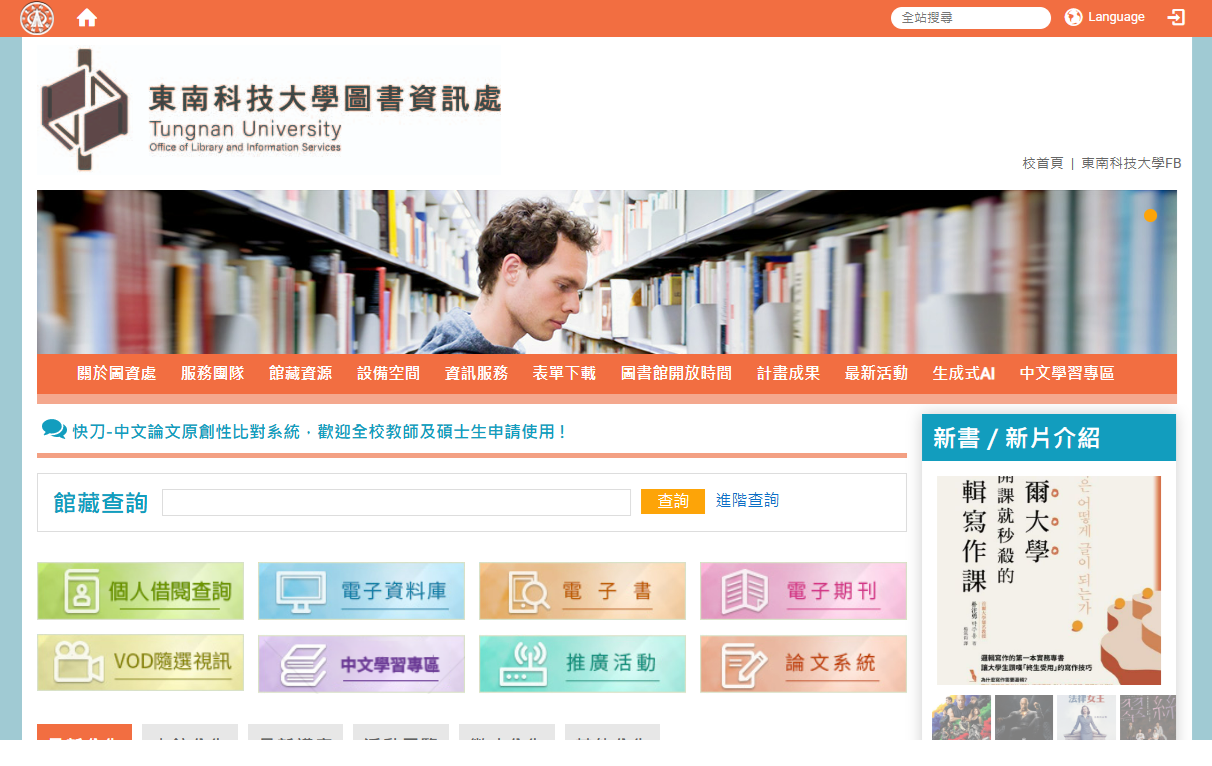 全站搜尋
Language
東南科技大學圖書資訊處
Tungnan University
Office of Library and Information Services
校首頁 | 東南科技大學FB
關於圖資處 服務團隊 館藏資源 設備空間 資訊服務 表單下載 圖書館開放時間 計畫成果 最新活動 生成式AI 中文學習專區
快刀-中文論文原創性比對系統．歡迎全校教師及碩士生申請使用 !
館藏查詢
查詢
進階查詢
個人借閱查詢
電子資料庫
電 子 書
電子期刊
VOD隨選視訊
中文學習專區
推廣活動
論文系統
新書 / 新片介紹
爾大學
開課就秒殺的
輯寫作課
은 어떻게 글이 되는가
邏輯寫作的第一本實務專書
讓大學生讚嘆「終生受用」的寫作技巧
為什麼寫作需要邏輯?
法律女王